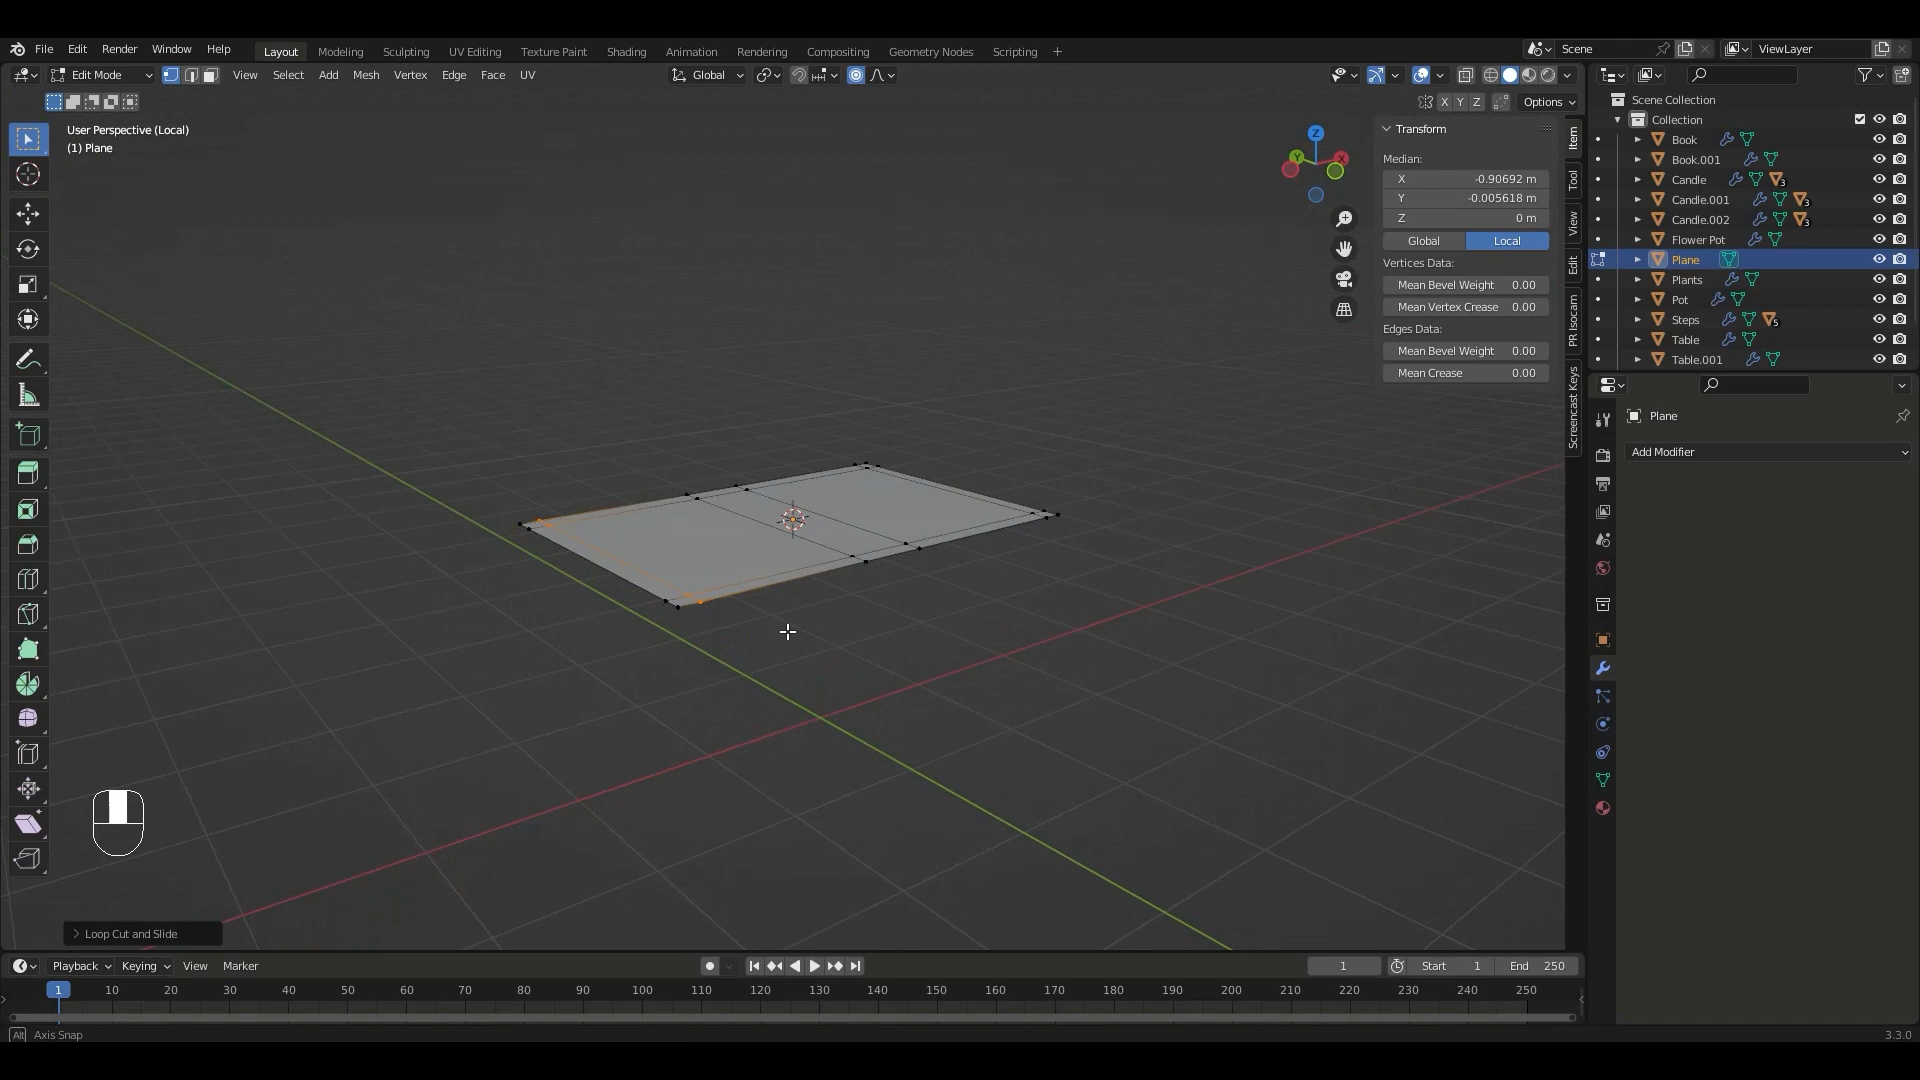 File Edit Render Window Help Layout Modeling Sculpting UV Editing Texture Paint Shading Animation Rendering Compositing Geometry Nodes Scripting + Scene ViewLayer
Edit Mode View Select Add Mesh Vertex Edge Face UV Global
X Y Z Options
User Perspective (Local)
(1) Plane
Z
Y
X
Transform
Median:
X -0.90692 m
Y -0.005618 m
Z 0 m
Global Local
Vertices Data:
Mean Bevel Weight 0.00
Mean Vertex Crease 0.00
Edges Data:
Mean Bevel Weight 0.00
Mean Crease 0.00
Item
Tool
View
Edit
PR Isocam
Screencast Keys
Scene Collection
Collection
Book
Book.001
Candle 3
Candle.001 3
Candle.002 3
Flower Pot
Plane
Plants
Pot
Steps 5
Table
Table.001
Plane
Add Modifier
Loop Cut and Slide
Playback Keying View Marker 1 Start 1 End 250
1 10 20 30 40 50 60 70 80 90 100 110 120 130 140 150 160 170 180 190 200 210 220 230 240 250
Alt Axis Snap 3.3.0